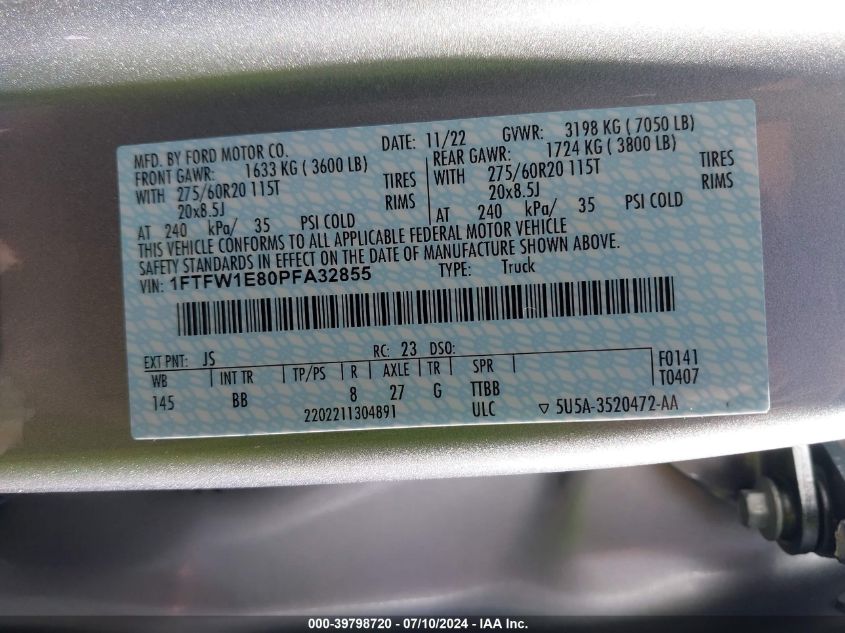 MFD. BY FORD MOTOR CO. DATE: 11/22 GVWR: 3198 KG ( 7050 LB)
FRONT GAWR: 1633 KG ( 3600 LB) REAR GAWR: 1724 KG ( 3800 LB)
WITH 275/60R20 115T TIRES WITH 275/60R20 115T TIRES
20x8.5J RIMS 20x8.5J RIMS
AT 240 kPa/ 35 PSI COLD AT 240 kPa/ 35 PSI COLD
THIS VEHICLE CONFORMS TO ALL APPLICABLE FEDERAL MOTOR VEHICLE
SAFETY STANDARDS IN EFFECT ON THE DATE OF MANUFACTURE SHOWN ABOVE.
VIN: 1FTFW1E80PFA32855 TYPE: Truck
EXT PNT: JS RC: 23 DSO: F0141
WB INT TR TP/PS R AXLE TR SPR T0407
145 BB 8 27 G TTBB
2202211304891 ULC ▽ 5U5A-3520472-AA
000-39798720 / 07/10/2024 - IAA Inc.